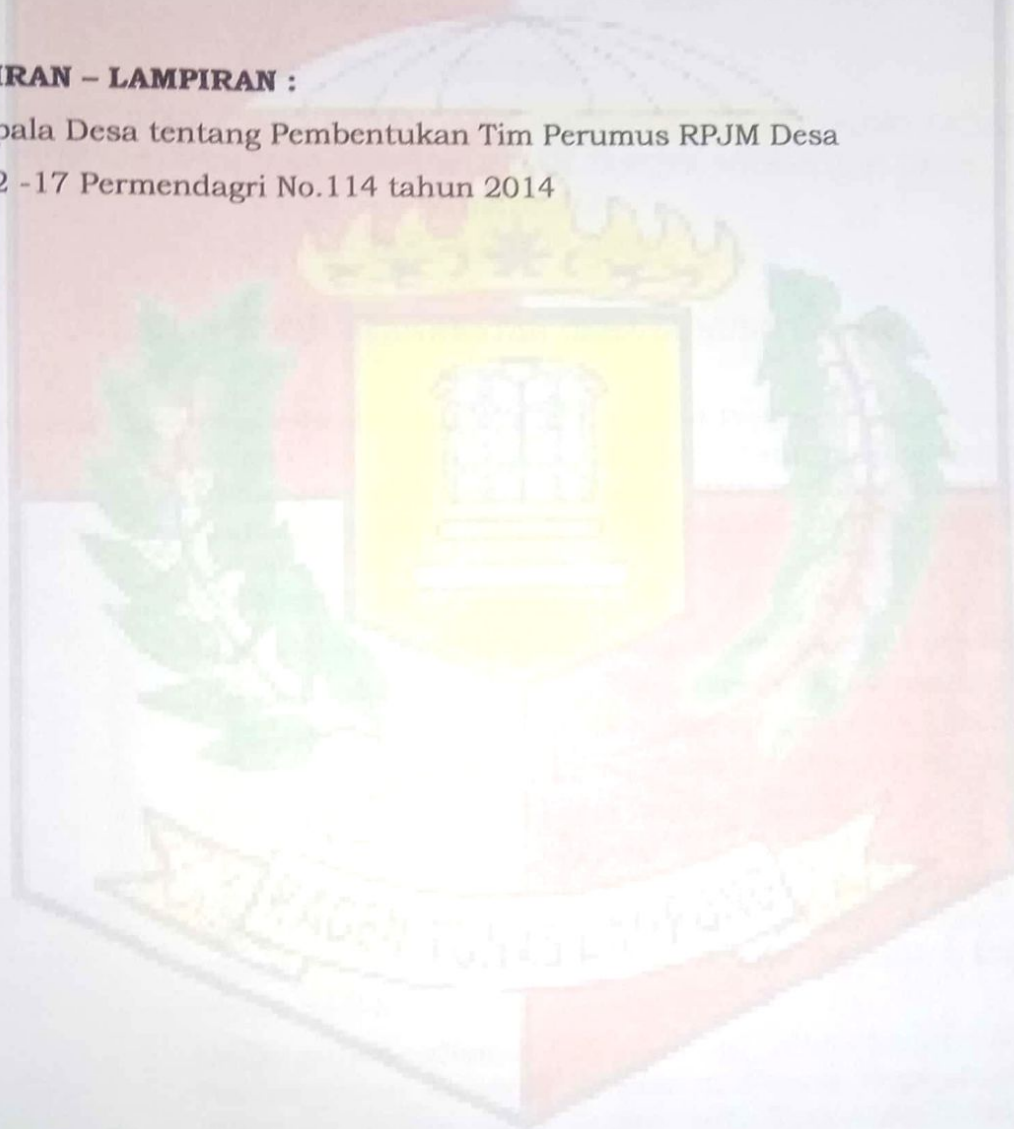 IRAN – LAMPIRAN :
pala Desa tentang Pembentukan Tim Perumus RPJM Desa
2 -17 Permendagri No.114 tahun 2014